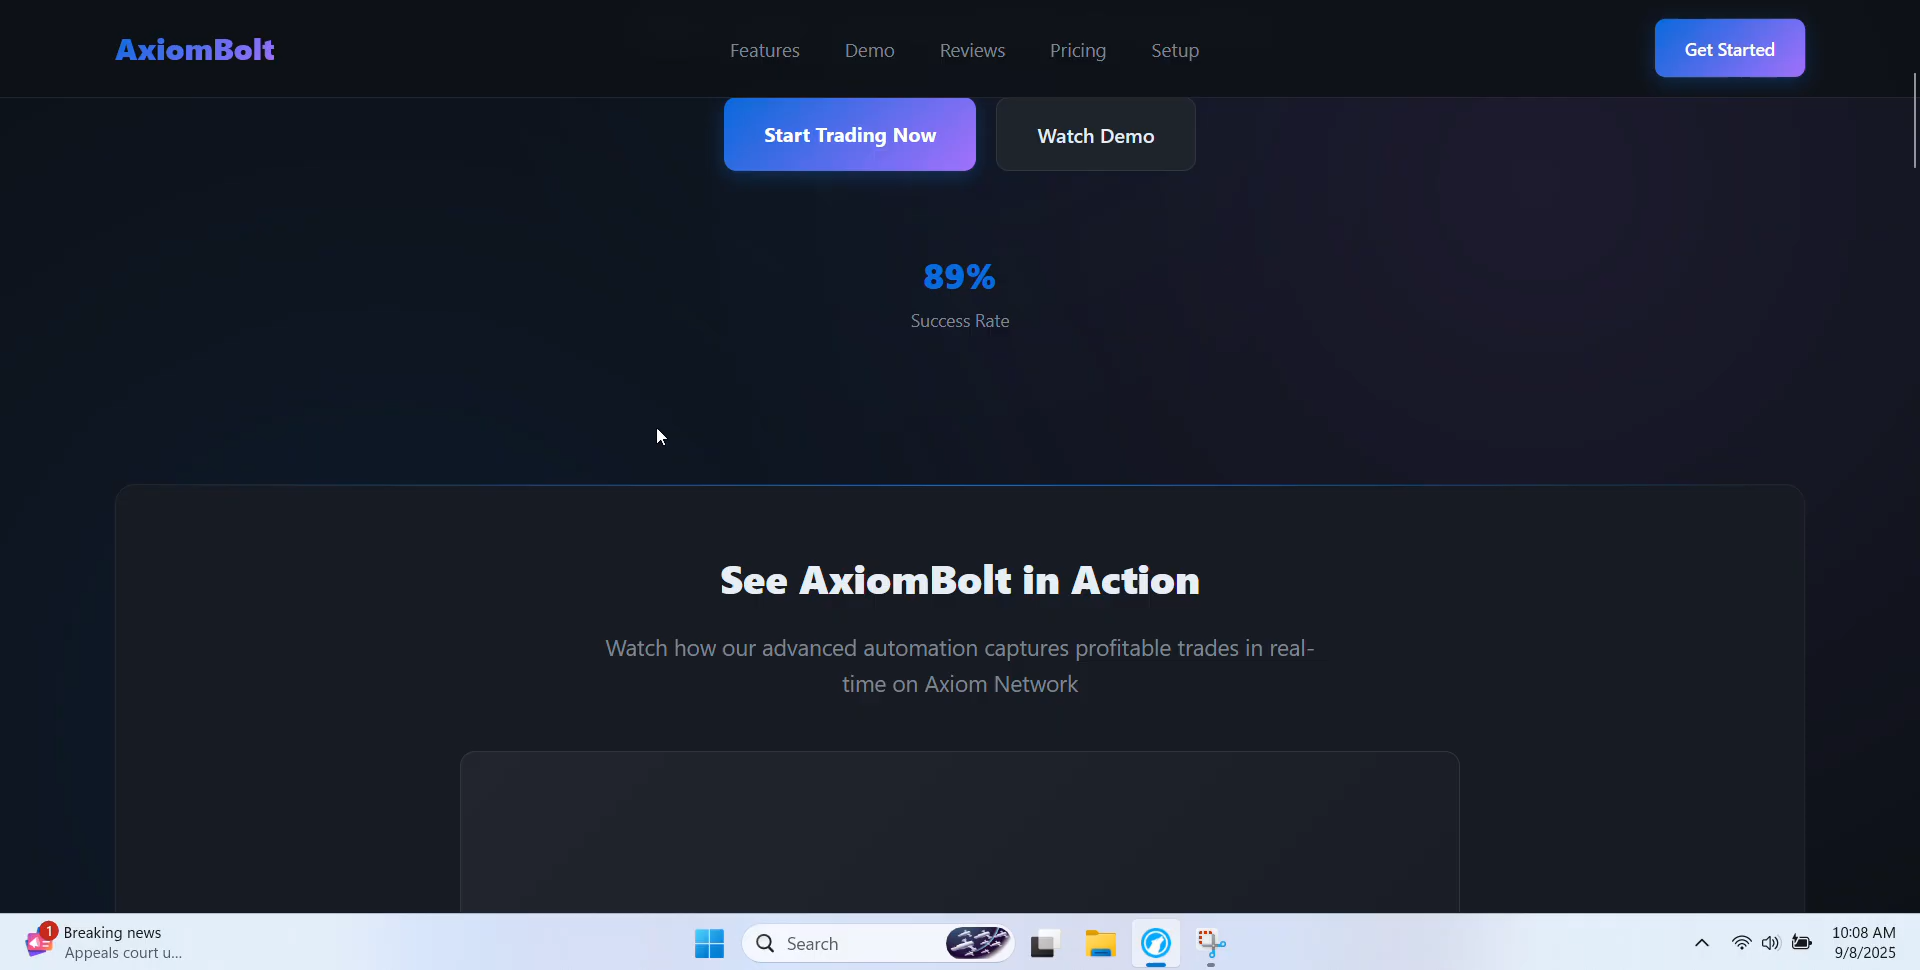 AxiomBolt
Features
Demo
Reviews
Pricing
Setup
Get Started
Start Trading Now
Watch Demo
89%
Success Rate
See AxiomBolt in Action
Watch how our advanced automation captures profitable trades in real-
time on Axiom Network
1
Breaking news
Appeals court u...
Search
10:08 AM
9/8/2025